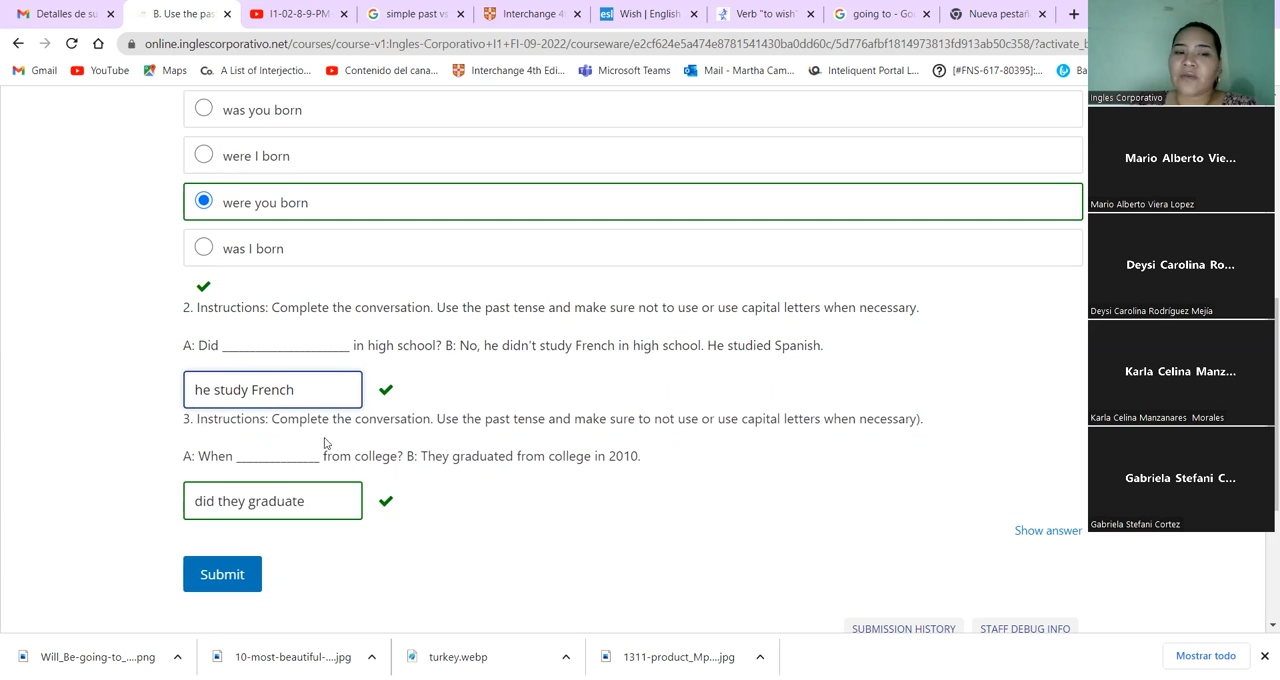 Detalles de su
B. Use the pas
I1-02-8-9-PM-
simple past vs
Interchange 4t
Wish | English
Verb "to wish"
going to - Goo
Nueva pestañ
online.inglescorporativo.net/courses/course-v1:Ingles-Corporativo+I1+FI-09-2022/courseware/e2cf624e5a474e8781541430ba0dd60c/5d776afbf1814973813fd913ab50c358/?activate_b
Gmail
YouTube
Maps
A List of Interjectio...
Contenido del cana...
Interchange 4th Edi...
Microsoft Teams
Mail - Martha Cam...
Inteliquent Portal L...
[#FNS-617-80395]:...
Ba
was you born
were I born
were you born
was I born
2. Instructions: Complete the conversation. Use the past tense and make sure not to use or use capital letters when necessary.
A: Did ____________________ in high school? B: No, he didn't study French in high school. He studied Spanish.
he study French
3. Instructions: Complete the conversation. Use the past tense and make sure to not use or use capital letters when necessary).
A: When _____________ from college? B: They graduated from college in 2010.
did they graduate
Show answer
Submit
SUBMISSION HISTORY
STAFF DEBUG INFO
Ingles Corporativo
Mario Alberto Vie...
Mario Alberto Viera Lopez
Deysi Carolina Ro...
Deysi Carolina Rodríguez Mejía
Karla Celina Manz...
Karla Celina Manzanares Morales
Gabriela Stefani C...
Gabriela Stefani Cortez
Will_Be-going-to_....png
10-most-beautiful-....jpg
turkey.webp
1311-product_Mp....jpg
Mostrar todo